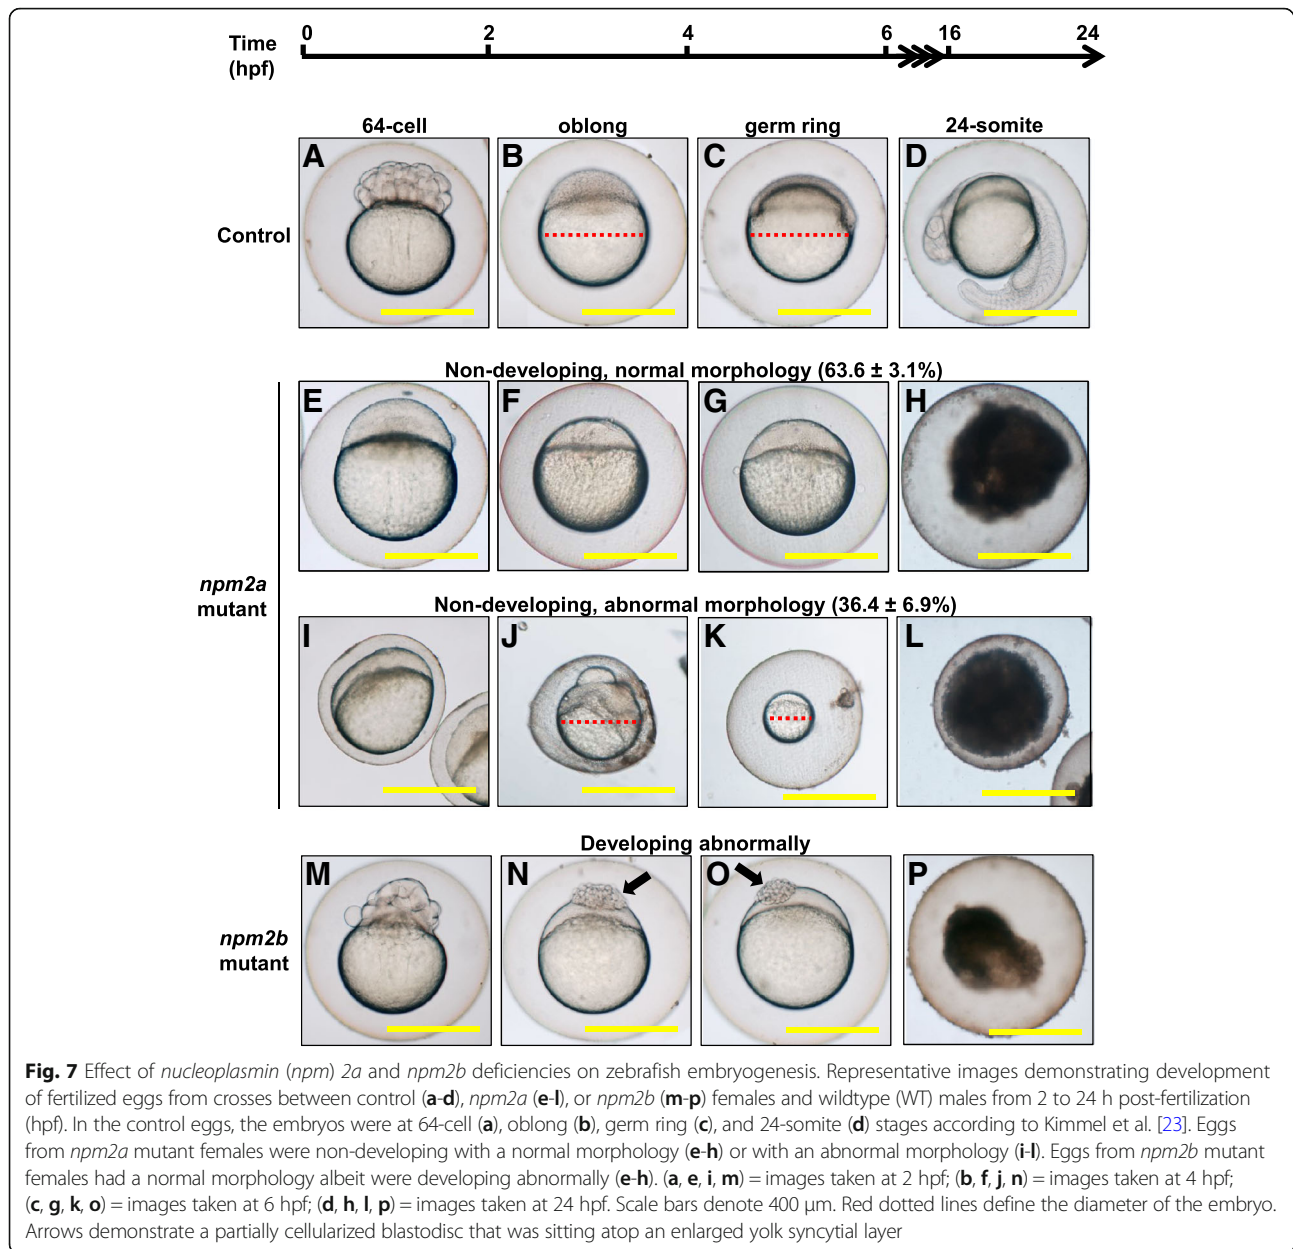 0 2 4 6 16 24
Time
(hpf)
64-cell oblong germ ring 24-somite
A B C D
Control
Non-developing, normal morphology (63.6 ± 3.1%)
E F G H
npm2a
mutant
Non-developing, abnormal morphology (36.4 ± 6.9%)
I J K L
Developing abnormally
M N O P
npm2b
mutant
Fig. 7 Effect of nucleoplasmin (npm) 2a and npm2b deficiencies on zebrafish embryogenesis. Representative images demonstrating development
of fertilized eggs from crosses between control (a-d), npm2a (e-l), or npm2b (m-p) females and wildtype (WT) males from 2 to 24 h post-fertilization
(hpf). In the control eggs, the embryos were at 64-cell (a), oblong (b), germ ring (c), and 24-somite (d) stages according to Kimmel et al. [23]. Eggs
from npm2a mutant females were non-developing with a normal morphology (e-h) or with an abnormal morphology (i-l). Eggs from npm2b mutant
females had a normal morphology albeit were developing abnormally (e-h). (a, e, i, m) = images taken at 2 hpf; (b, f, j, n) = images taken at 4 hpf;
(c, g, k, o) = images taken at 6 hpf; (d, h, l, p) = images taken at 24 hpf. Scale bars denote 400 μm. Red dotted lines define the diameter of the embryo.
Arrows demonstrate a partially cellularized blastodisc that was sitting atop an enlarged yolk syncytial layer